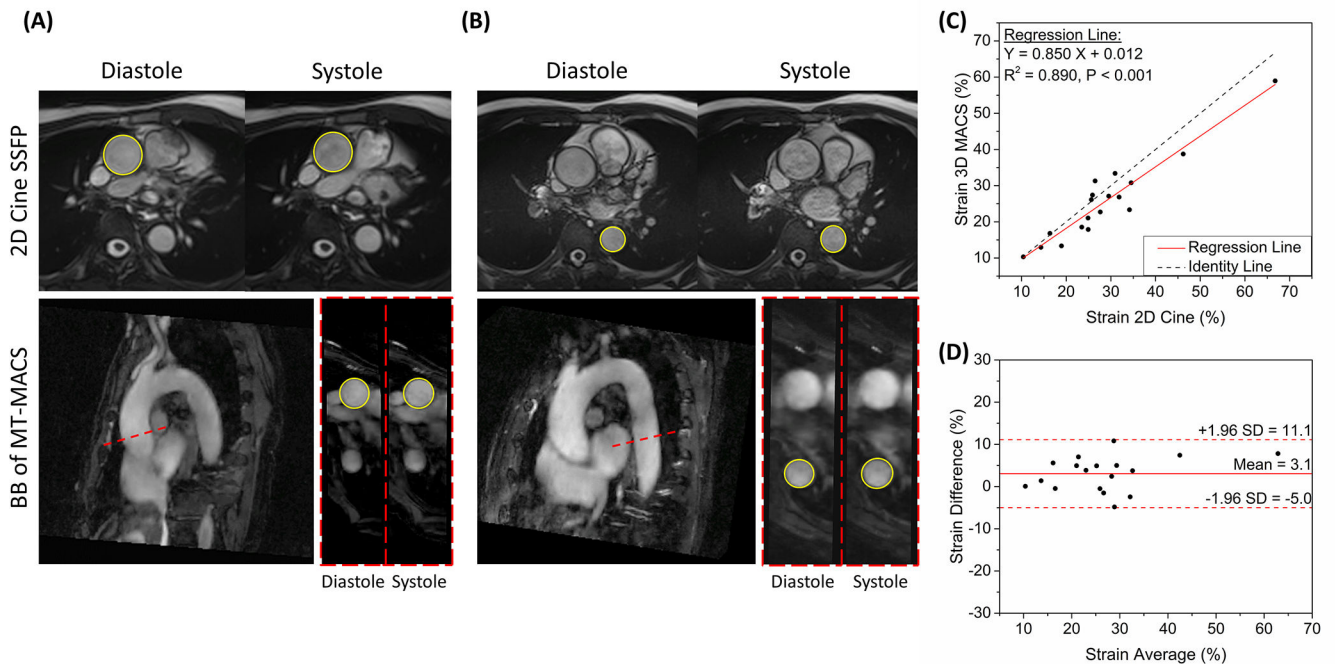 (A)
Diastole
Systole
2D Cine SSFP
BB of MT-MACS
Diastole
Systole
(B)
Diastole
Systole
Diastole
Systole
(C)
Regression Line:
Y = 0.850 X + 0.012
R² = 0.890, P < 0.001
Strain 3D MACS (%)
70
60
50
40
30
20
10
Regression Line
Identity Line
10 20 30 40 50 60 70
Strain 2D Cine (%)
(D)
Strain Difference (%)
30
20
10
0
-10
-20
-30
+1.96 SD = 11.1
Mean = 3.1
-1.96 SD = -5.0
10 20 30 40 50 60 70
Strain Average (%)